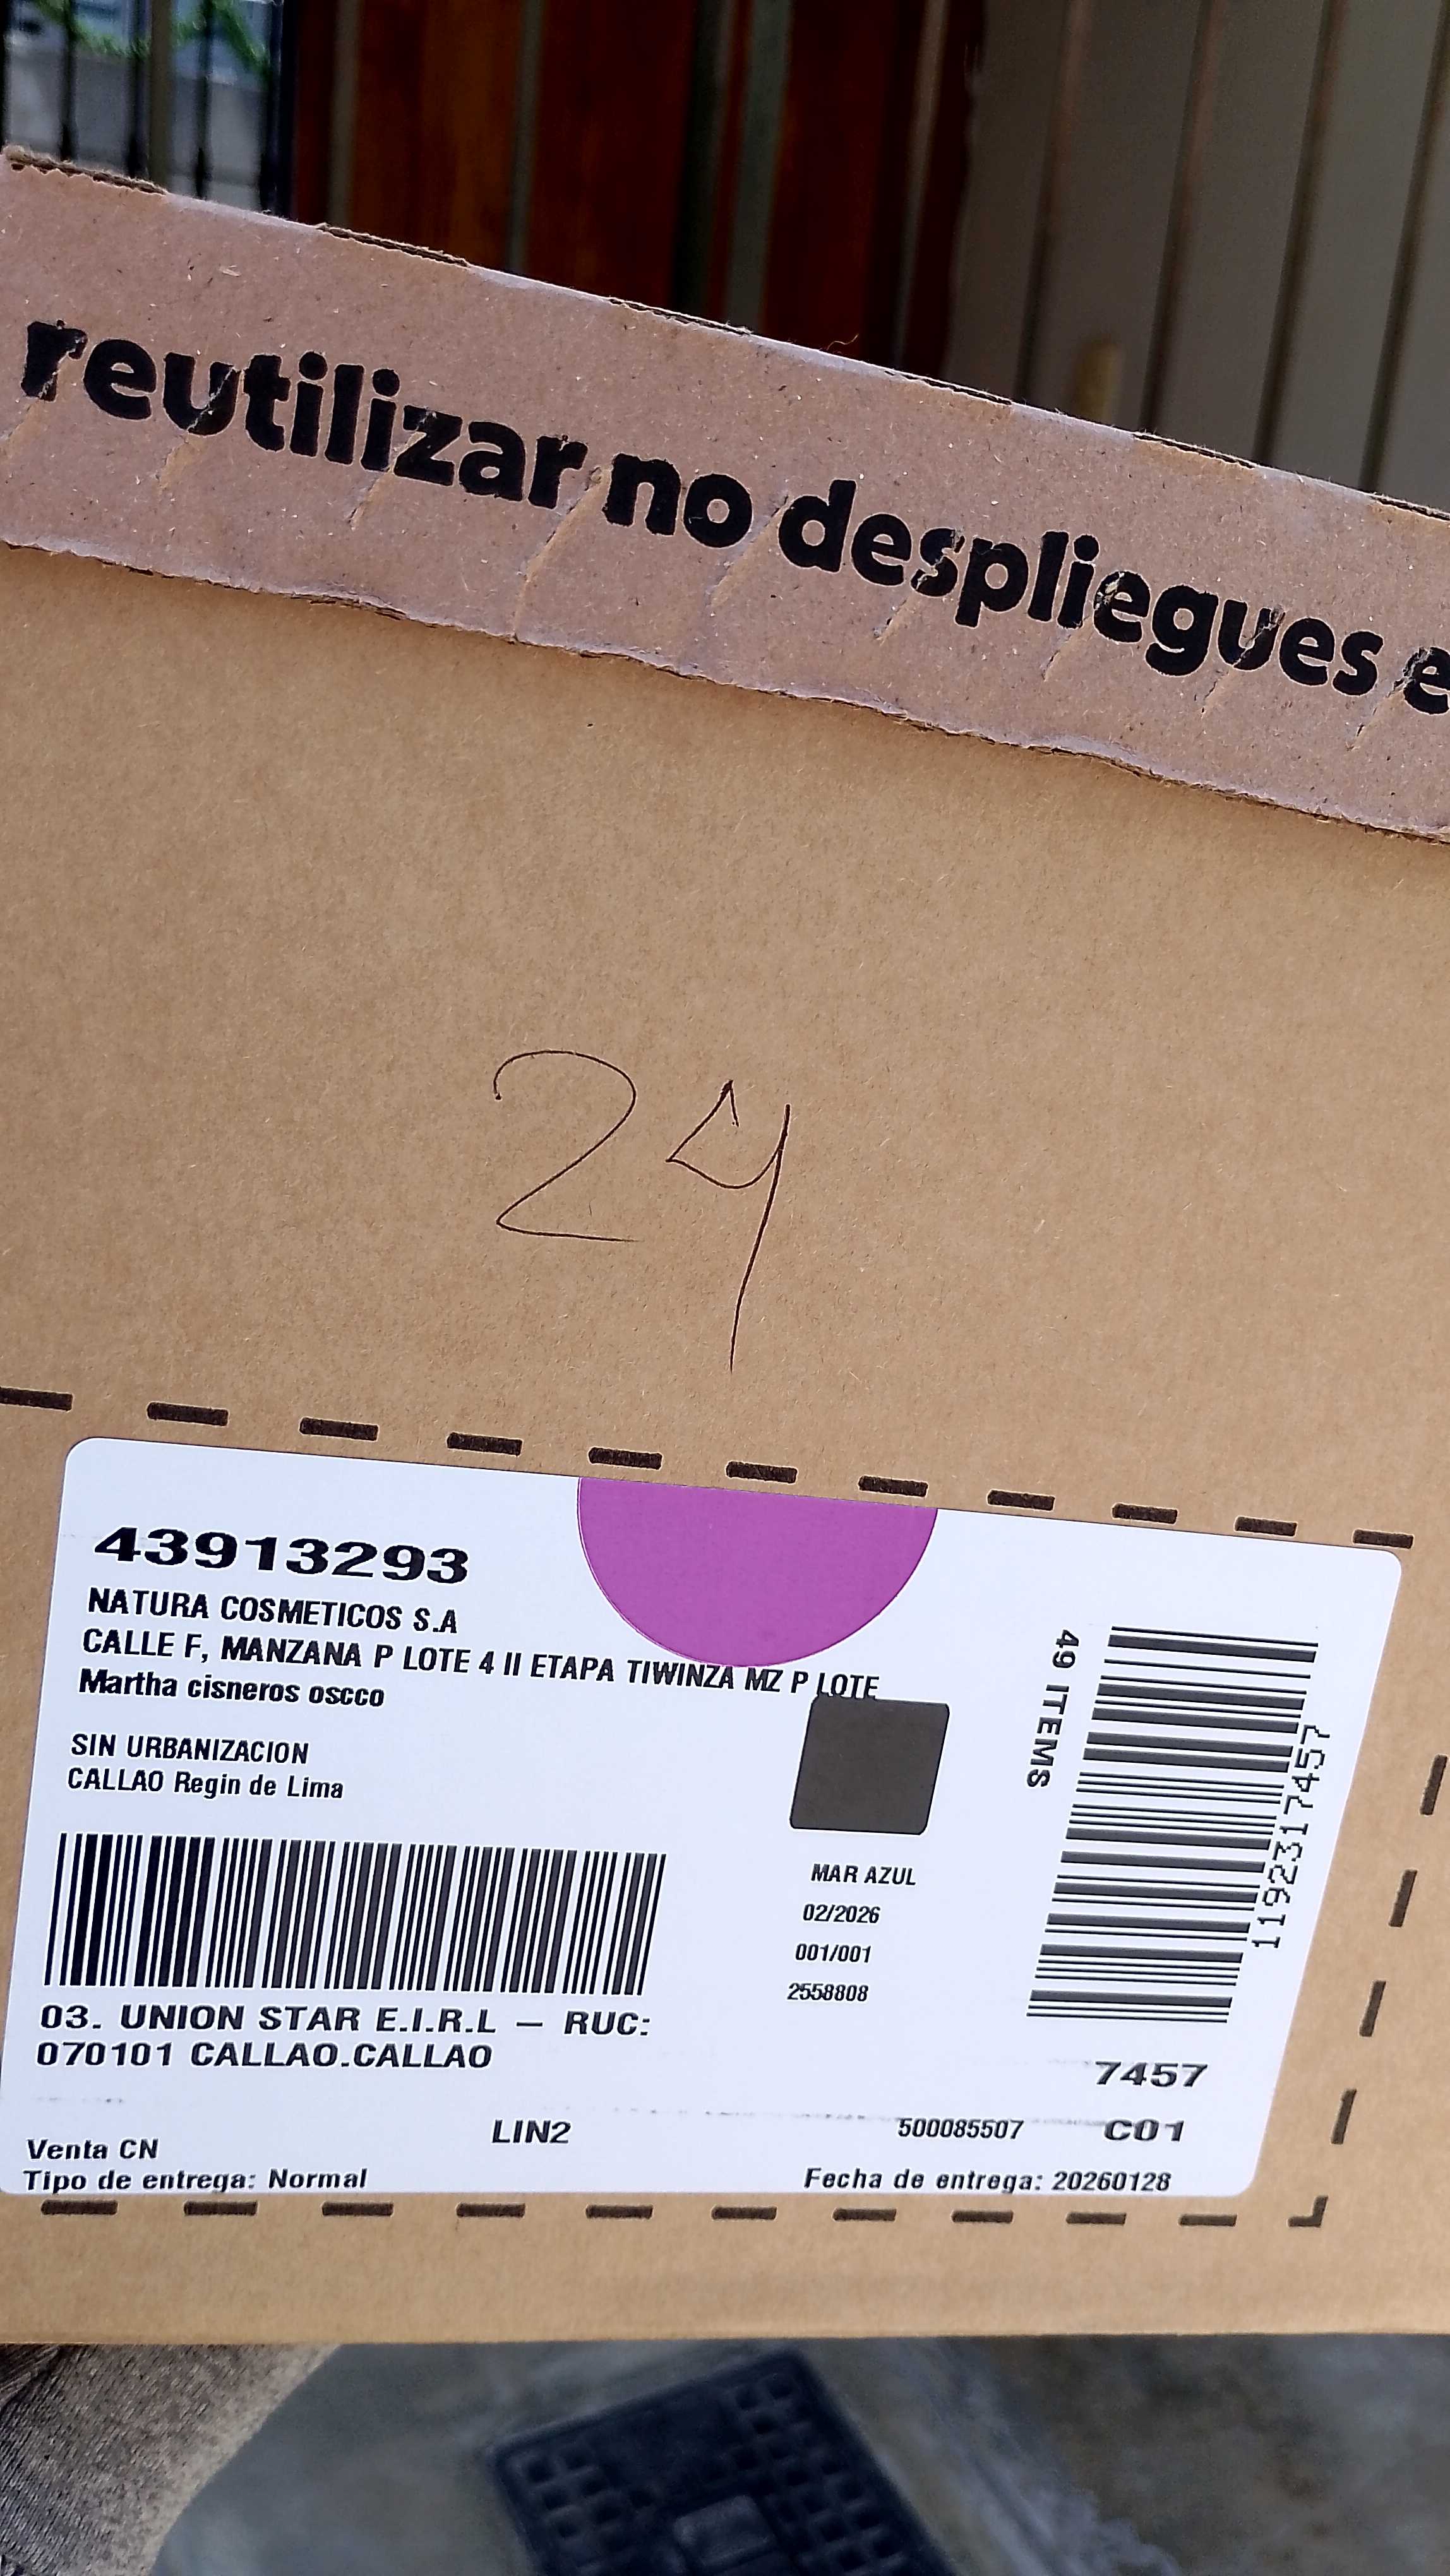 reutilizar no despliegues e
24
43913293
NATURA COSMETICOS S.A
CALLE F, MANZANA P LOTE 4 II ETAPA TIWINZA MZ P LOTE
Martha cisneros oscco
SIN URBANIZACION
CALLAO Regin de Lima
49 ITEMS
1192317457
MAR AZUL
02/2026
001/001
2558808
03. UNION STAR E.I.R.L – RUC:
070101 CALLAO.CALLAO
7457
LIN2
500085507
C01
Venta CN
Tipo de entrega: Normal
Fecha de entrega: 20260128